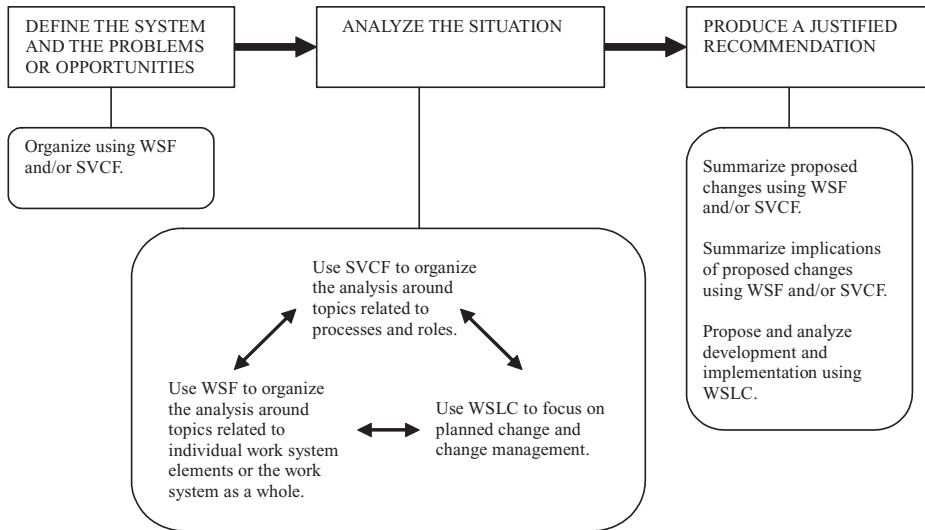 DEFINE THE SYSTEM
AND THE PROBLEMS
OR OPPORTUNITIES
ANALYZE THE SITUATION
PRODUCE A JUSTIFIED
RECOMMENDATION
Organize using WSF
and/or SVCF.
Use SVCF to organize
the analysis around
topics related to
processes and roles.
Use WSF to organize
the analysis around
topics related to
individual work system
elements or the work
system as a whole.
Use WSLC to focus on
planned change and
change management.
Summarize proposed
changes using WSF
and/or SVCF.
Summarize implications
of proposed changes
using WSF and/or SVCF.
Propose and analyze
development and
implementation using
WSLC.